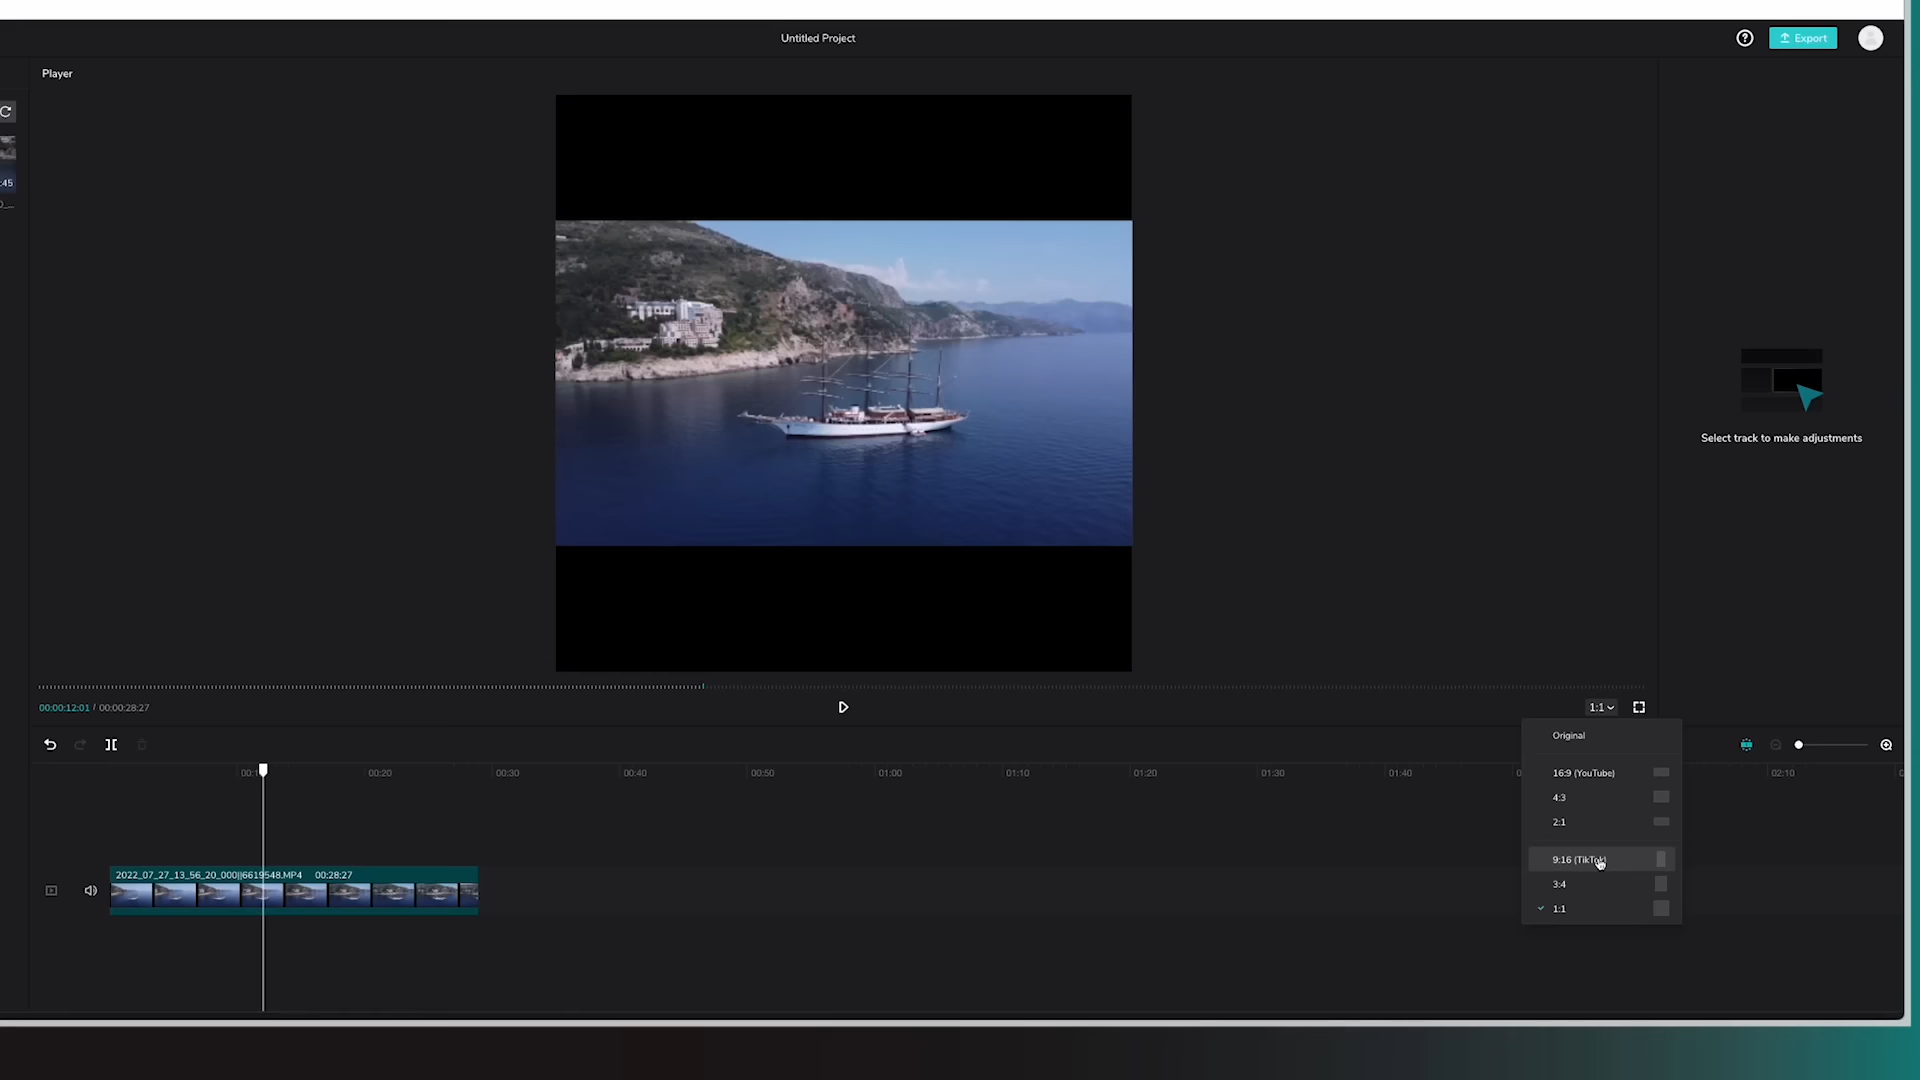 Untitled Project
Export
Player
:45
Select track to make adjustments
00:00:12:01 / 00:00:28:27
1:1
Original
16:9 (YouTube)
4:3
2:1
9:16 (TikTok)
3:4
1:1
00:20
00:30
00:40
00:50
01:00
01:10
01:20
01:30
01:40
02:10
2022_07_27_13_56_20_000||6619548.MP4 00:28:27